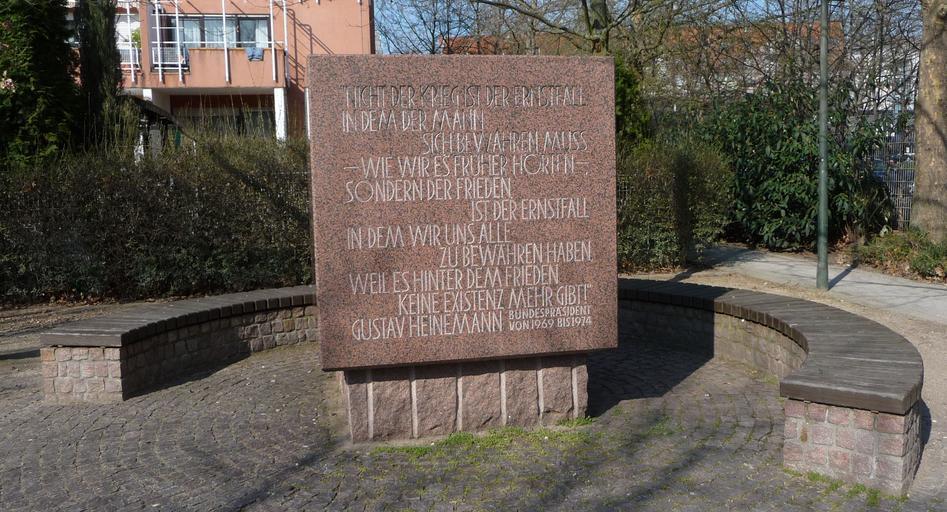 "NICHT DER KRIEG IST DER ERNSTFALL
IN DEM DER MANN
SICH BEWÄHREN MUSS
– WIE WIR ES FRÜHER HÖRTEN –,
SONDERN DER FRIEDEN
IST DER ERNSTFALL
IN DEM WIR UNS ALLE
ZU BEWÄHREN HABEN.
WEIL ES HINTER DEM FRIEDEN
KEINE EXISTENZ MEHR GIBT"
GUSTAV HEINEMANN BUNDESPRÄSIDENT
VON 1969 BIS 1974